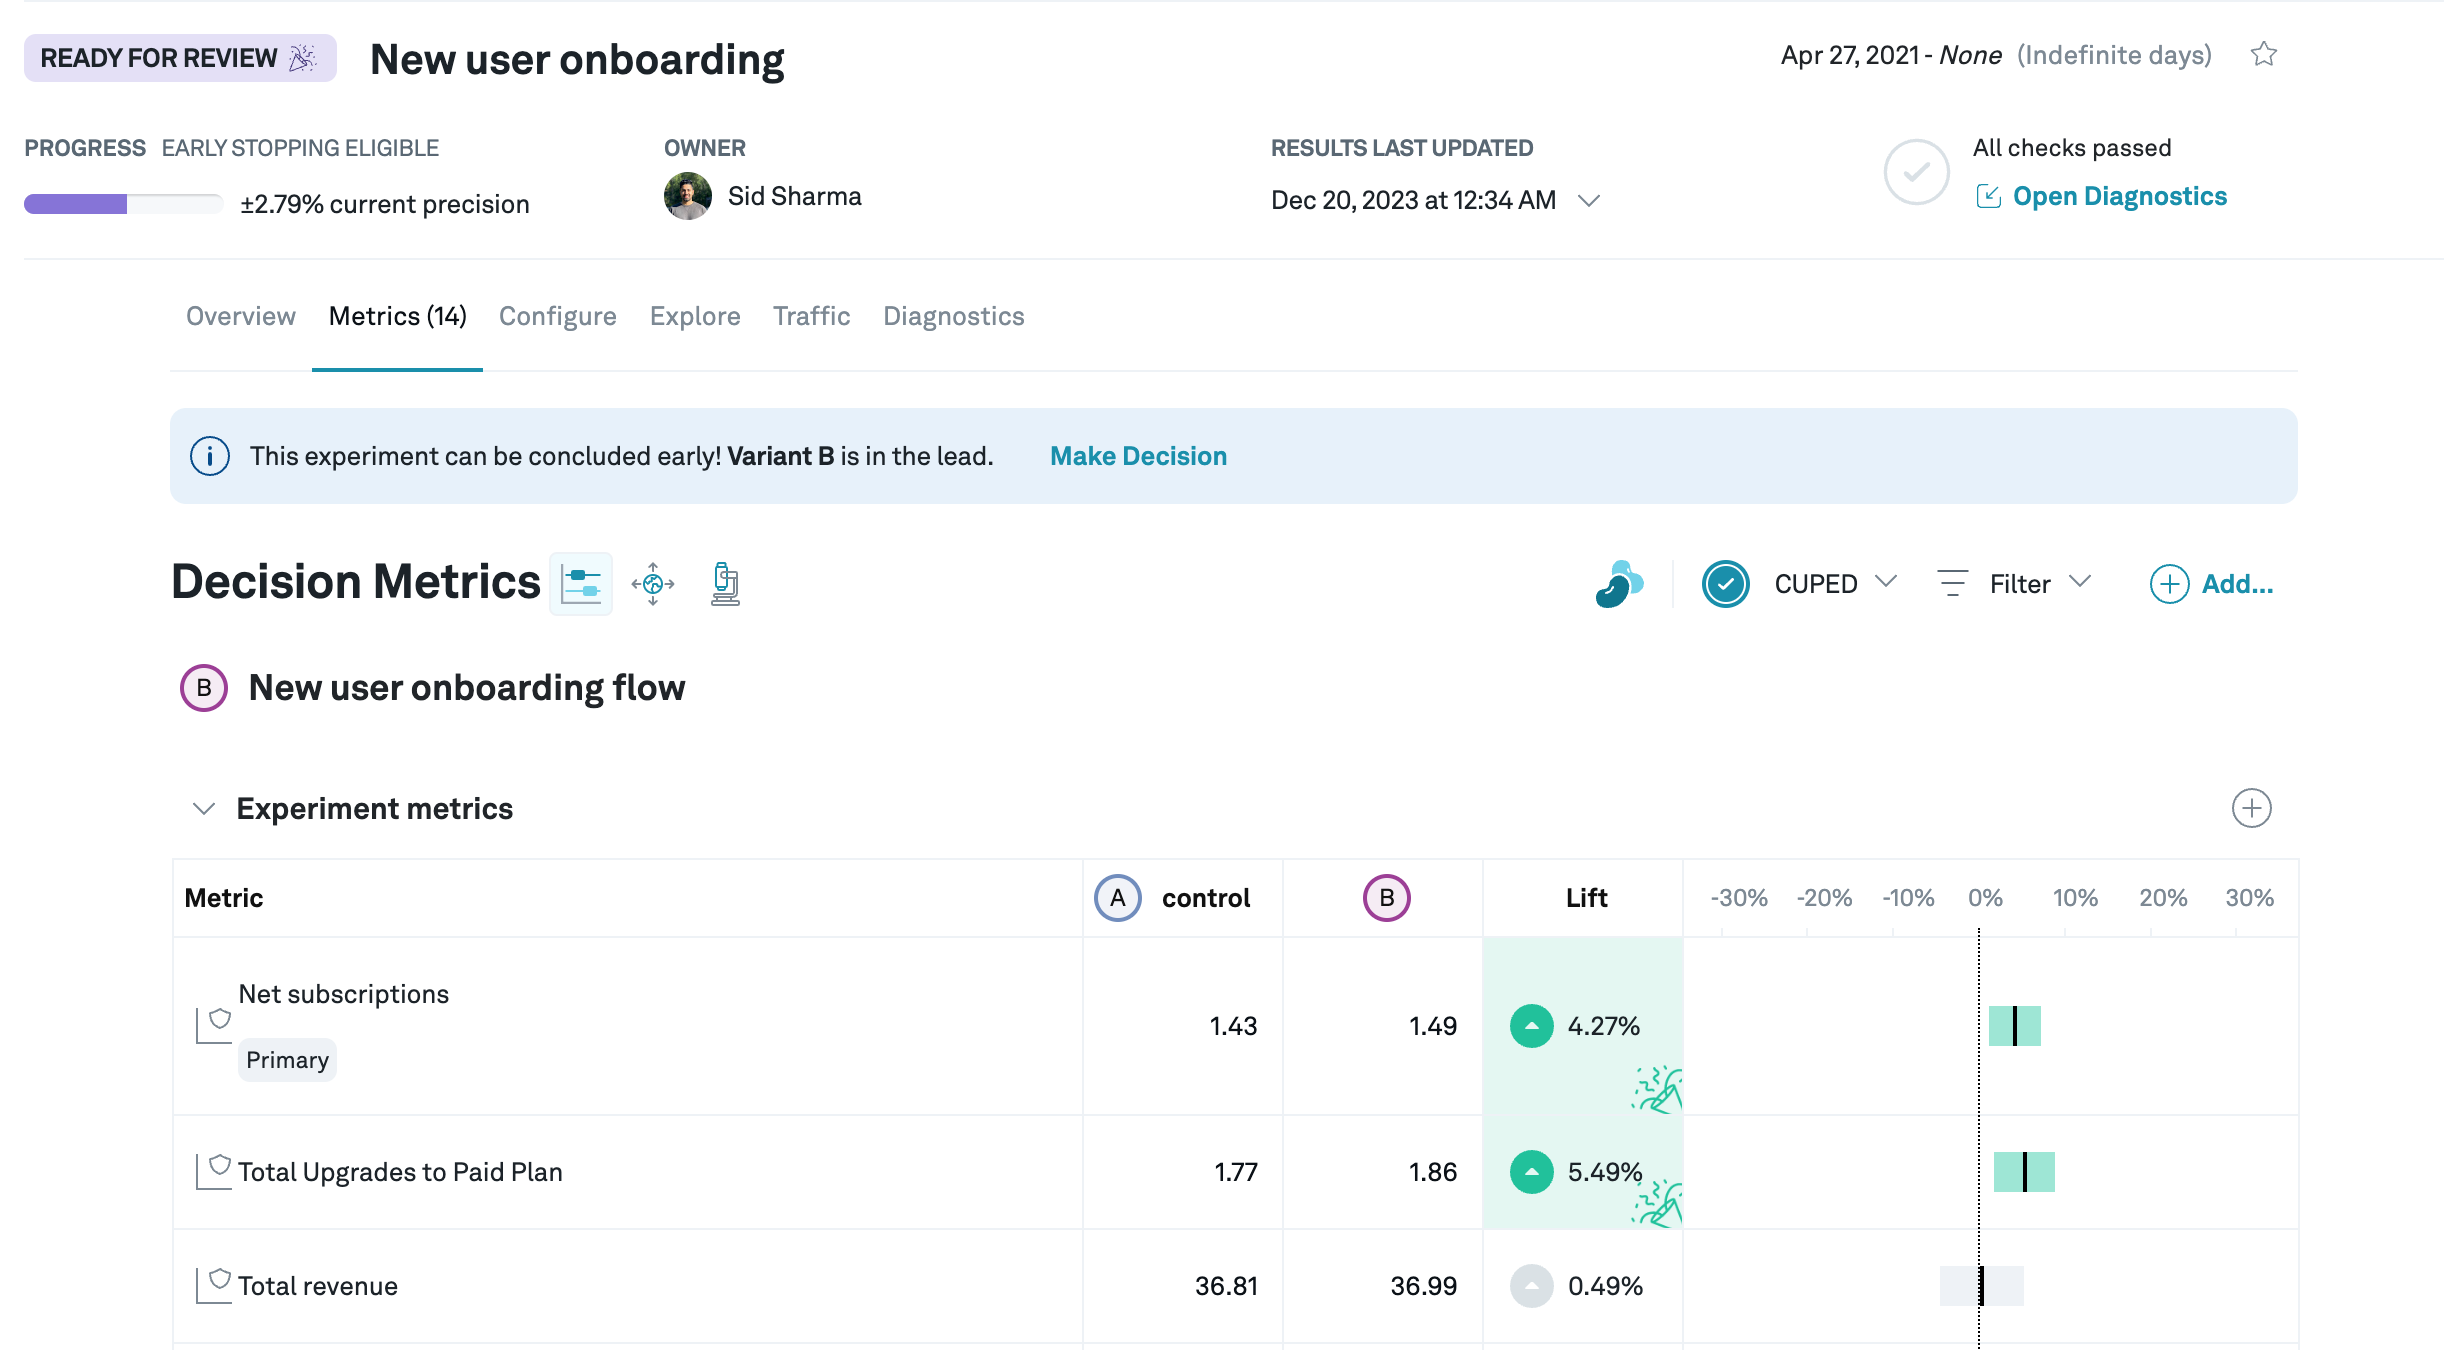 READY FOR REVIEW New user onboarding Apr 27, 2021 - None (Indefinite days)
PROGRESS EARLY STOPPING ELIGIBLE OWNER RESULTS LAST UPDATED All checks passed
±2.79% current precision Sid Sharma Dec 20, 2023 at 12:34 AM Open Diagnostics
Overview Metrics (14) Configure Explore Traffic Diagnostics
This experiment can be concluded early! Variant B is in the lead. Make Decision
Decision Metrics CUPED Filter Add...
B New user onboarding flow
Experiment metrics
Metric A control B Lift -30% -20% -10% 0% 10% 20% 30%
Net subscriptions
1.43 1.49 4.27%
Primary
Total Upgrades to Paid Plan 1.77 1.86 5.49%
Total revenue 36.81 36.99 0.49%